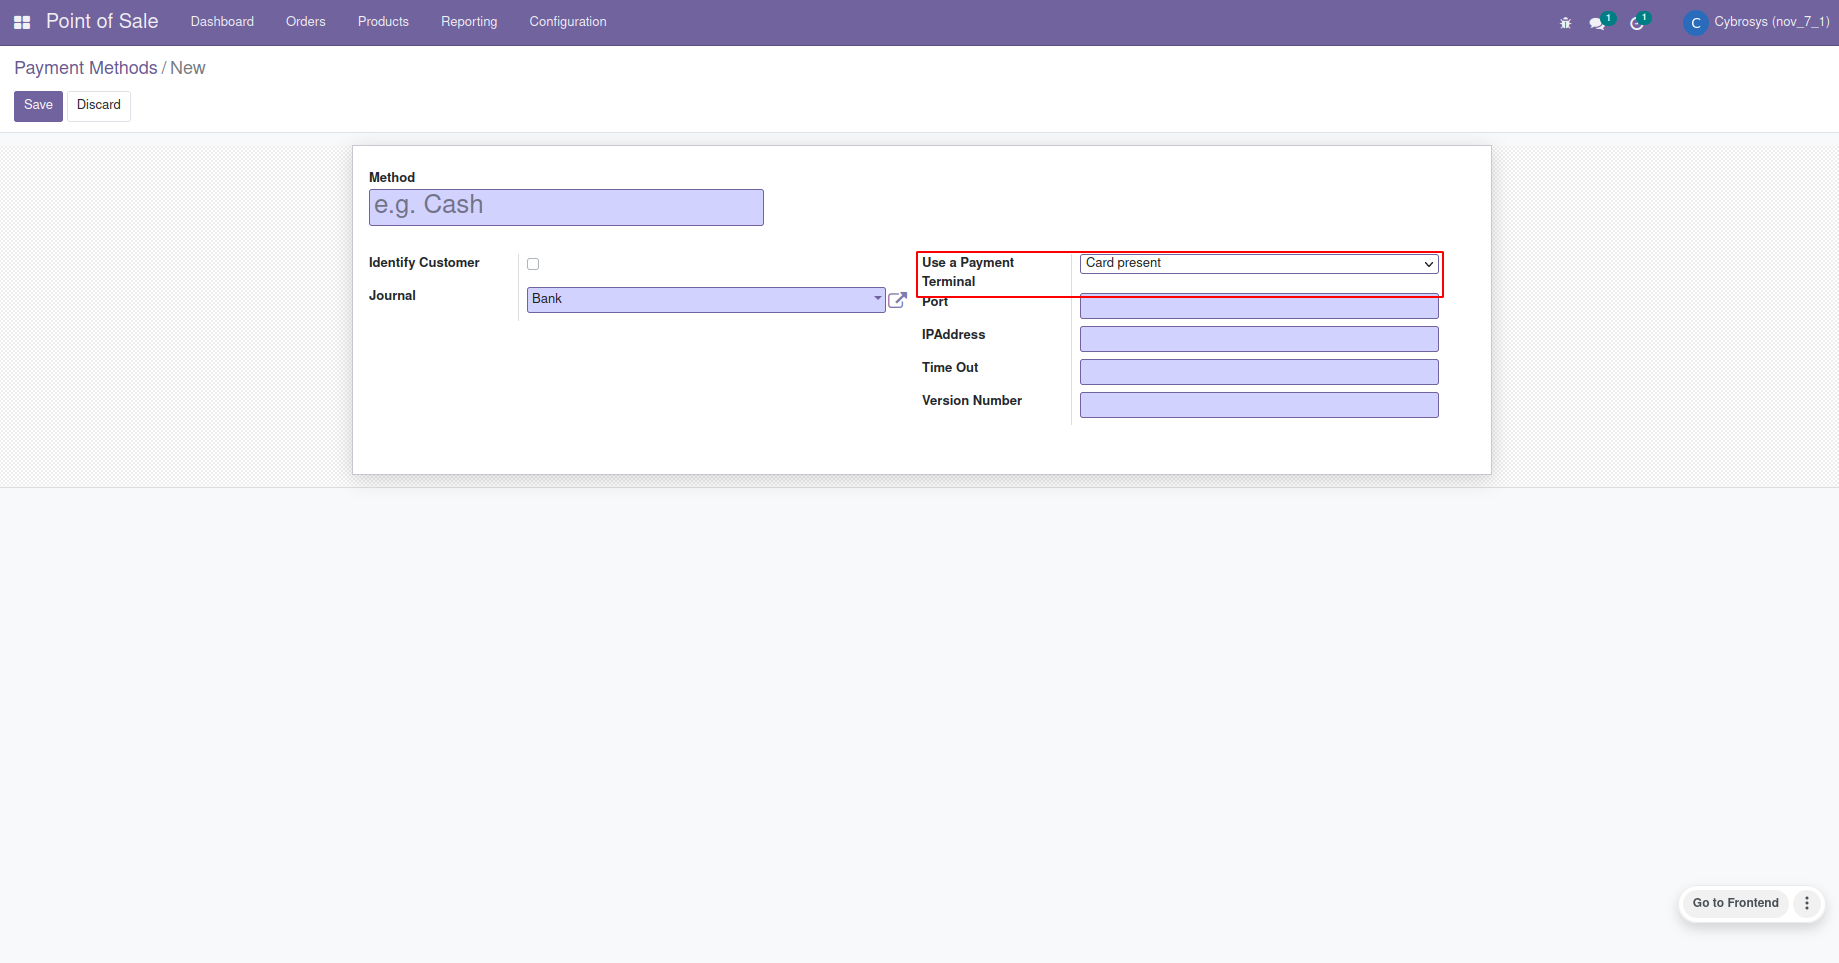 Point of Sale Dashboard Orders Products Reporting Configuration 1 1 C Cybrosys (nov_7_1)
Payment Methods / New
Save Discard
Method
e.g. Cash
Identify Customer
Journal Bank
Use a Payment Terminal Card present
Port
IPAddress
Time Out
Version Number
Go to Frontend